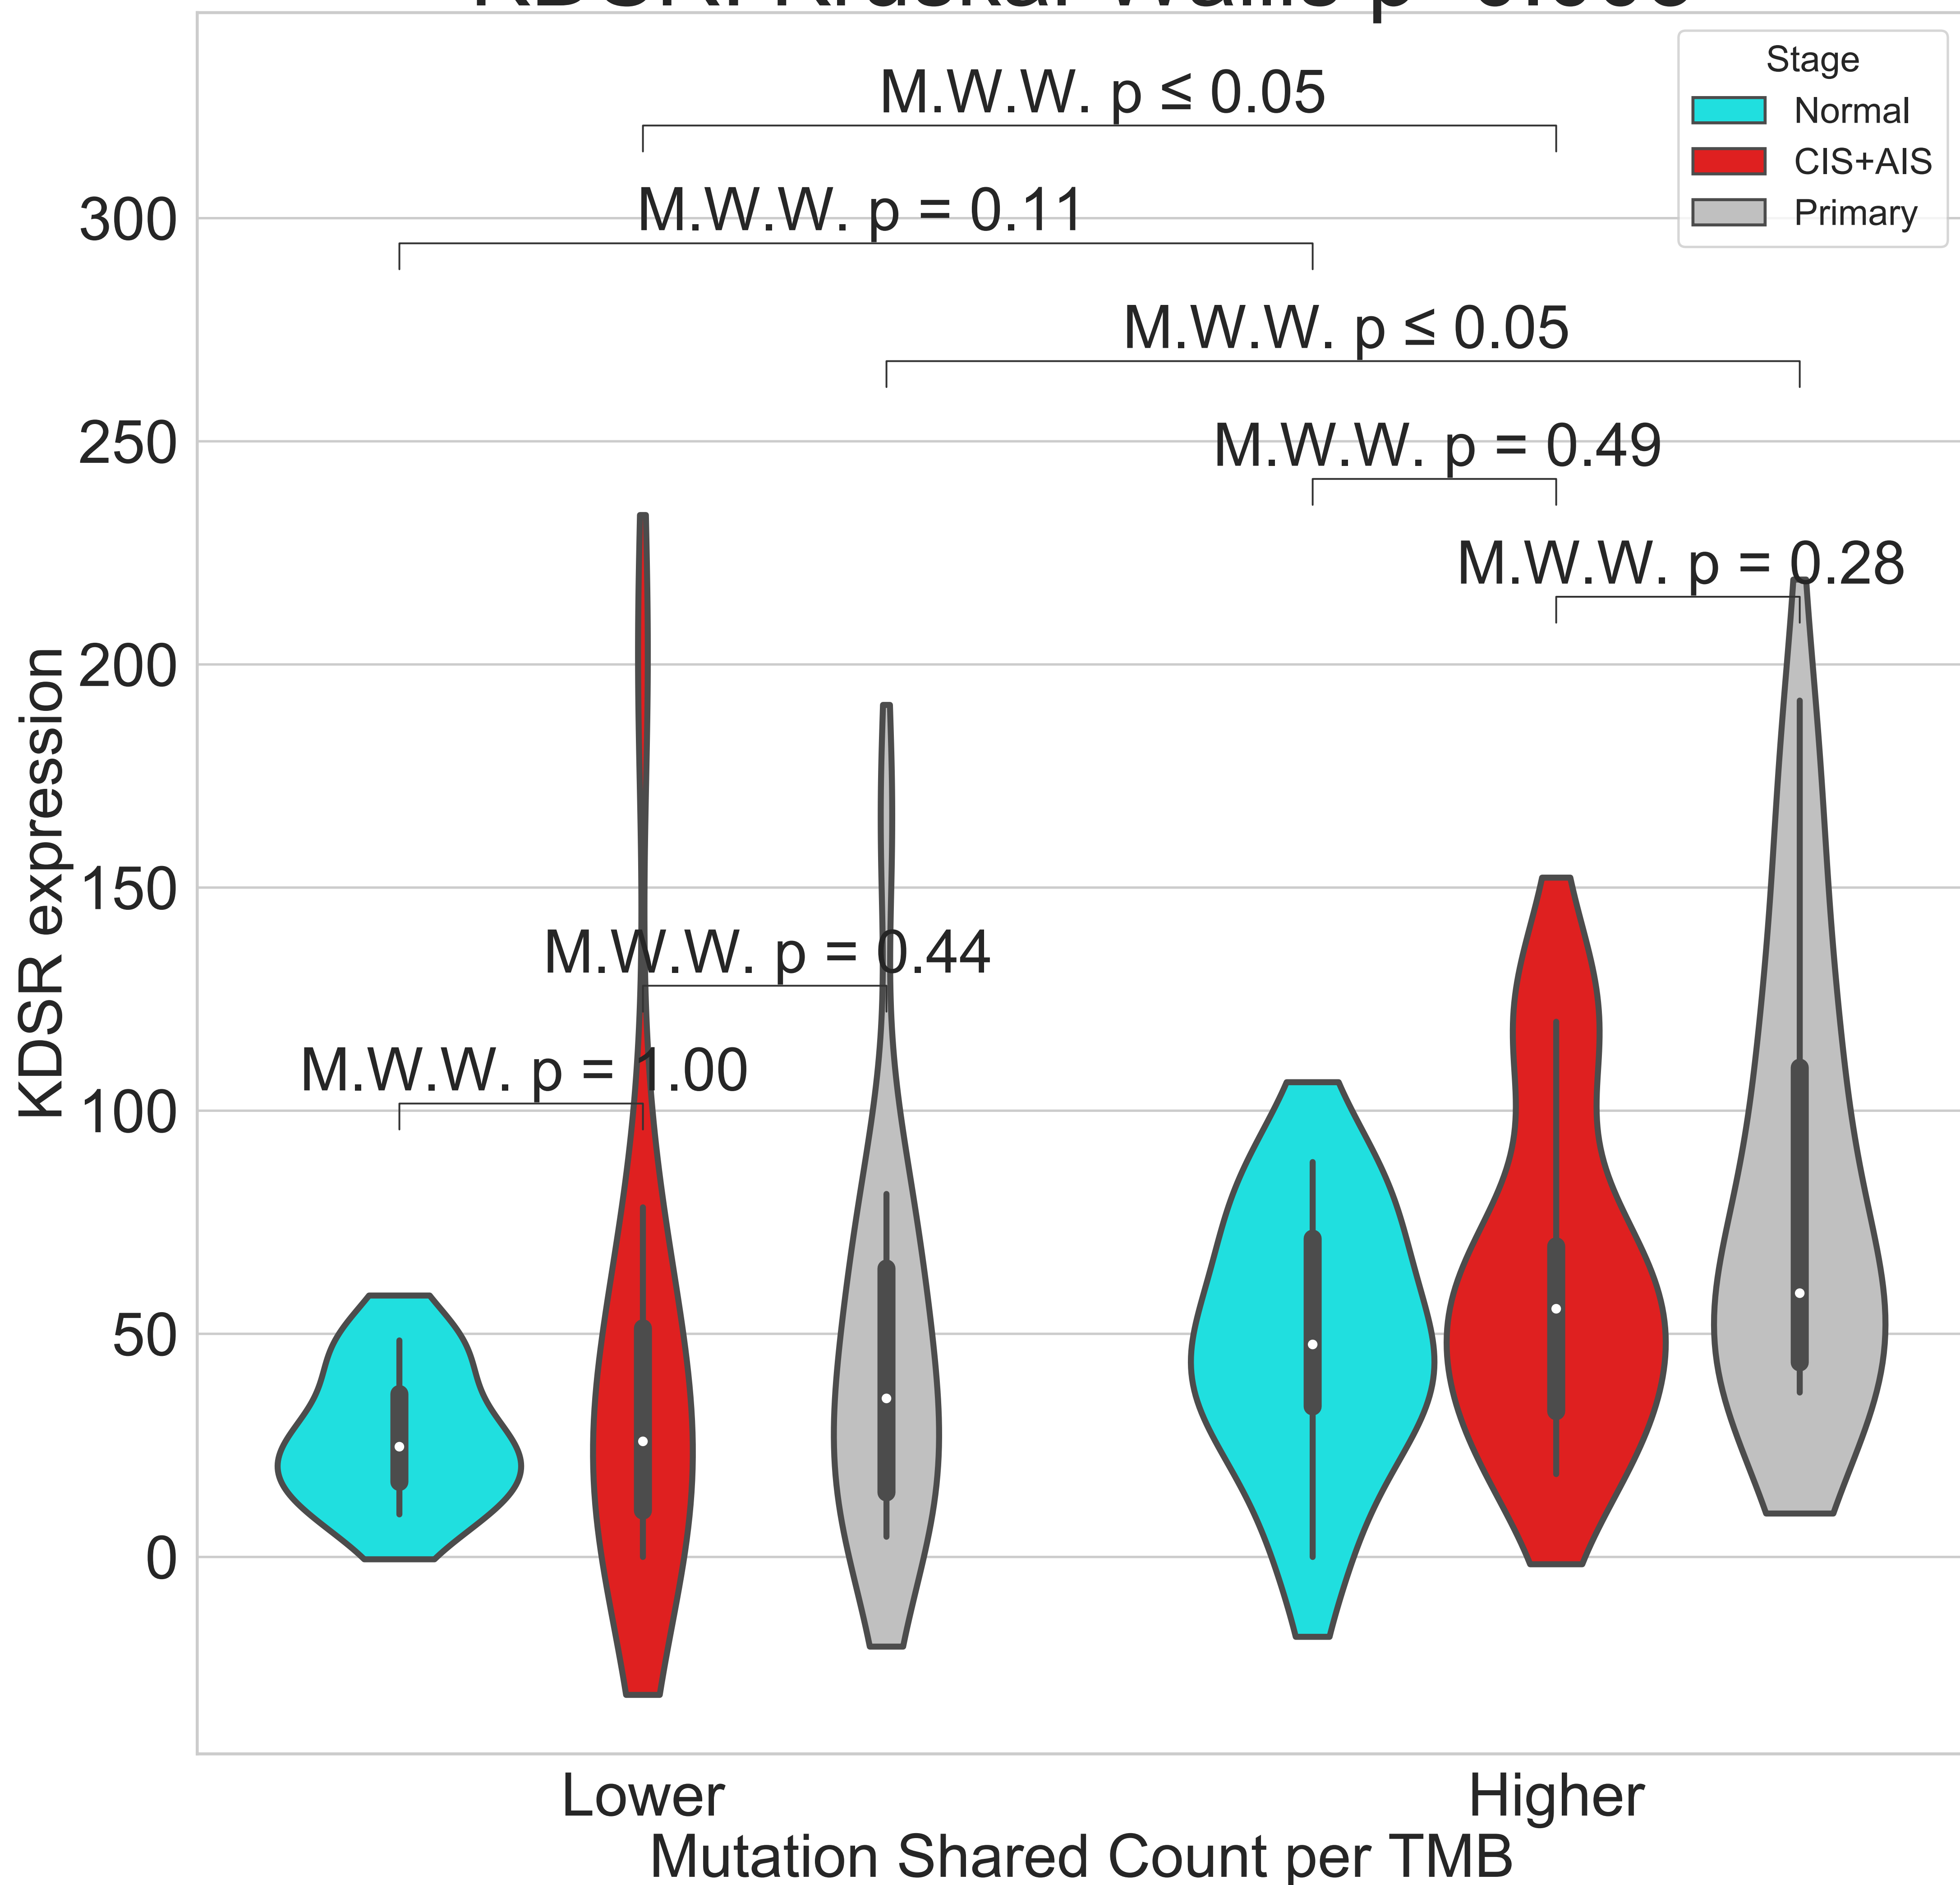 Stage
Normal
CIS+AIS
Primary
M.W.W. p ≤ 0.05
M.W.W. p = 0.11
M.W.W. p ≤ 0.05
M.W.W. p = 0.49
M.W.W. p = 0.28
M.W.W. p = 0.44
M.W.W. p = 1.00
300
250
200
150
100
50
0
KDSR expression
Lower
Higher
Mutation Shared Count per TMB